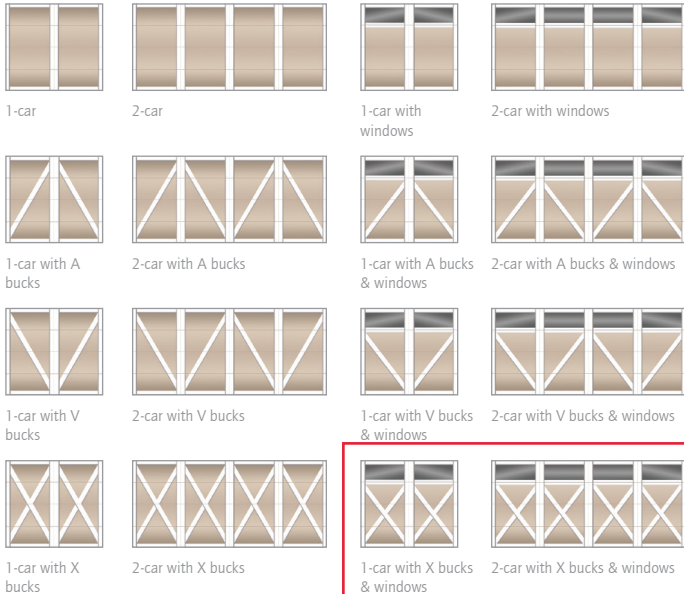 1-car
2-car
1-car with
windows
2-car with windows
1-car with A
bucks
2-car with A bucks
1-car with A bucks
& windows
2-car with A bucks & windows
1-car with V
bucks
2-car with V bucks
1-car with V bucks
& windows
2-car with V bucks & windows
1-car with X
bucks
2-car with X bucks
1-car with X bucks
& windows
2-car with X bucks & windows